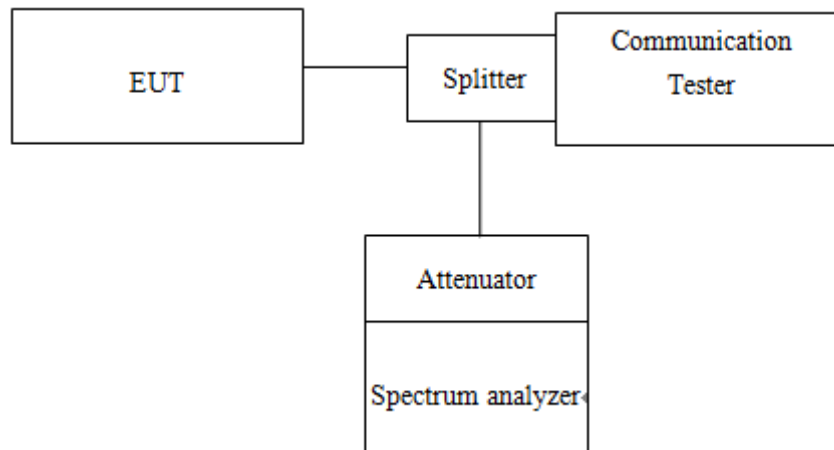 EUT
Splitter
Communication
Tester
Attenuator
Spectrum analyzer